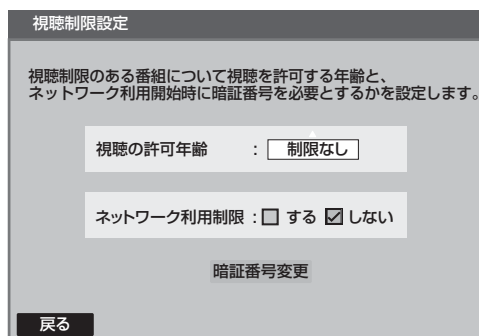 視聴制限設定
視聴制限のある番組について視聴を許可する年齢と、
ネットワーク利用開始時に暗証番号を必要とするかを設定します。
視聴の許可年齢 : 制限なし
ネットワーク利用制限 : する しない
暗証番号変更
戻る